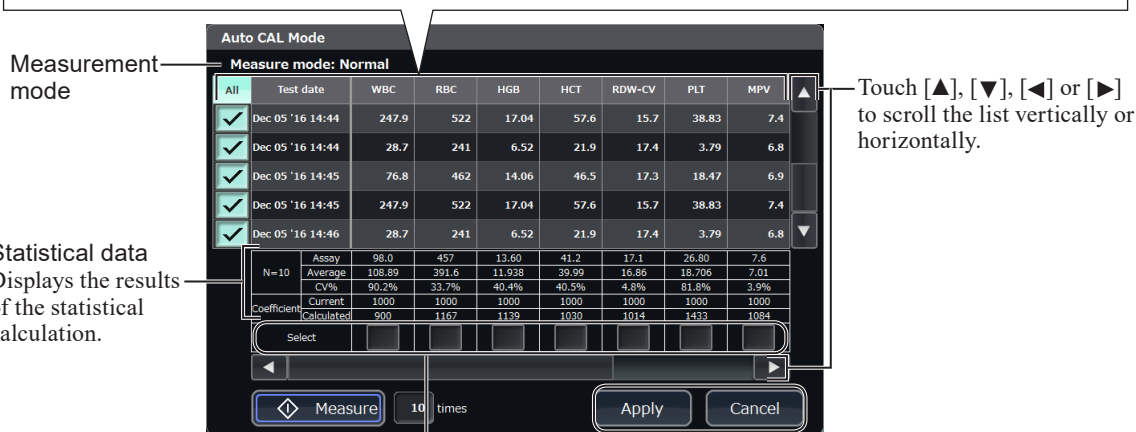 Auto CAL Mode
Measurement
mode
Measure mode: Normal
All Test date WBC RBC HGB HCT RDW-CV PLT MPV
Dec 05 '16 14:44 247.9 522 17.04 57.6 15.7 38.83 7.4
Dec 05 '16 14:44 28.7 241 6.52 21.9 17.4 3.79 6.8
Dec 05 '16 14:45 76.8 462 14.06 46.5 17.3 18.47 6.9
Dec 05 '16 14:45 247.9 522 17.04 57.6 15.7 38.83 7.4
Dec 05 '16 14:46 28.7 241 6.52 21.9 17.4 3.79 6.8
Touch [▲], [▼], [◀] or [▶]
to scroll the list vertically or
horizontally.
Statistical data
Displays the results
of the statistical
calculation.
N=10
Assay 98.0 457 13.60 41.2 17.1 26.80 7.6
Average 108.89 391.6 11.938 39.99 16.86 18.706 7.01
CV% 90.2% 33.7% 40.4% 40.5% 4.8% 81.8% 3.9%
Coefficient
Current 1000 1000 1000 1000 1000 1000 1000
Calculated 900 1167 1139 1030 1014 1433 1084
Select
Measure 10 times Apply Cancel